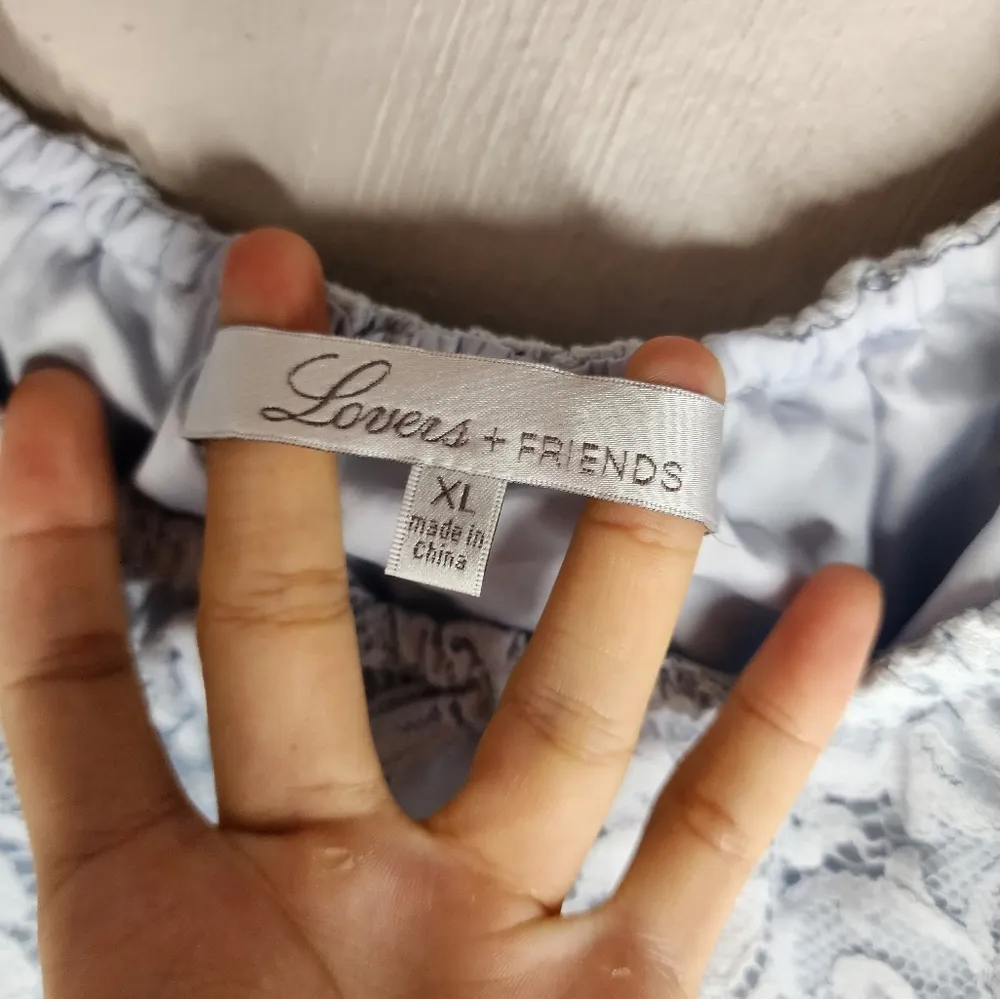 Lovers + FRIENDS
XL
made in
China